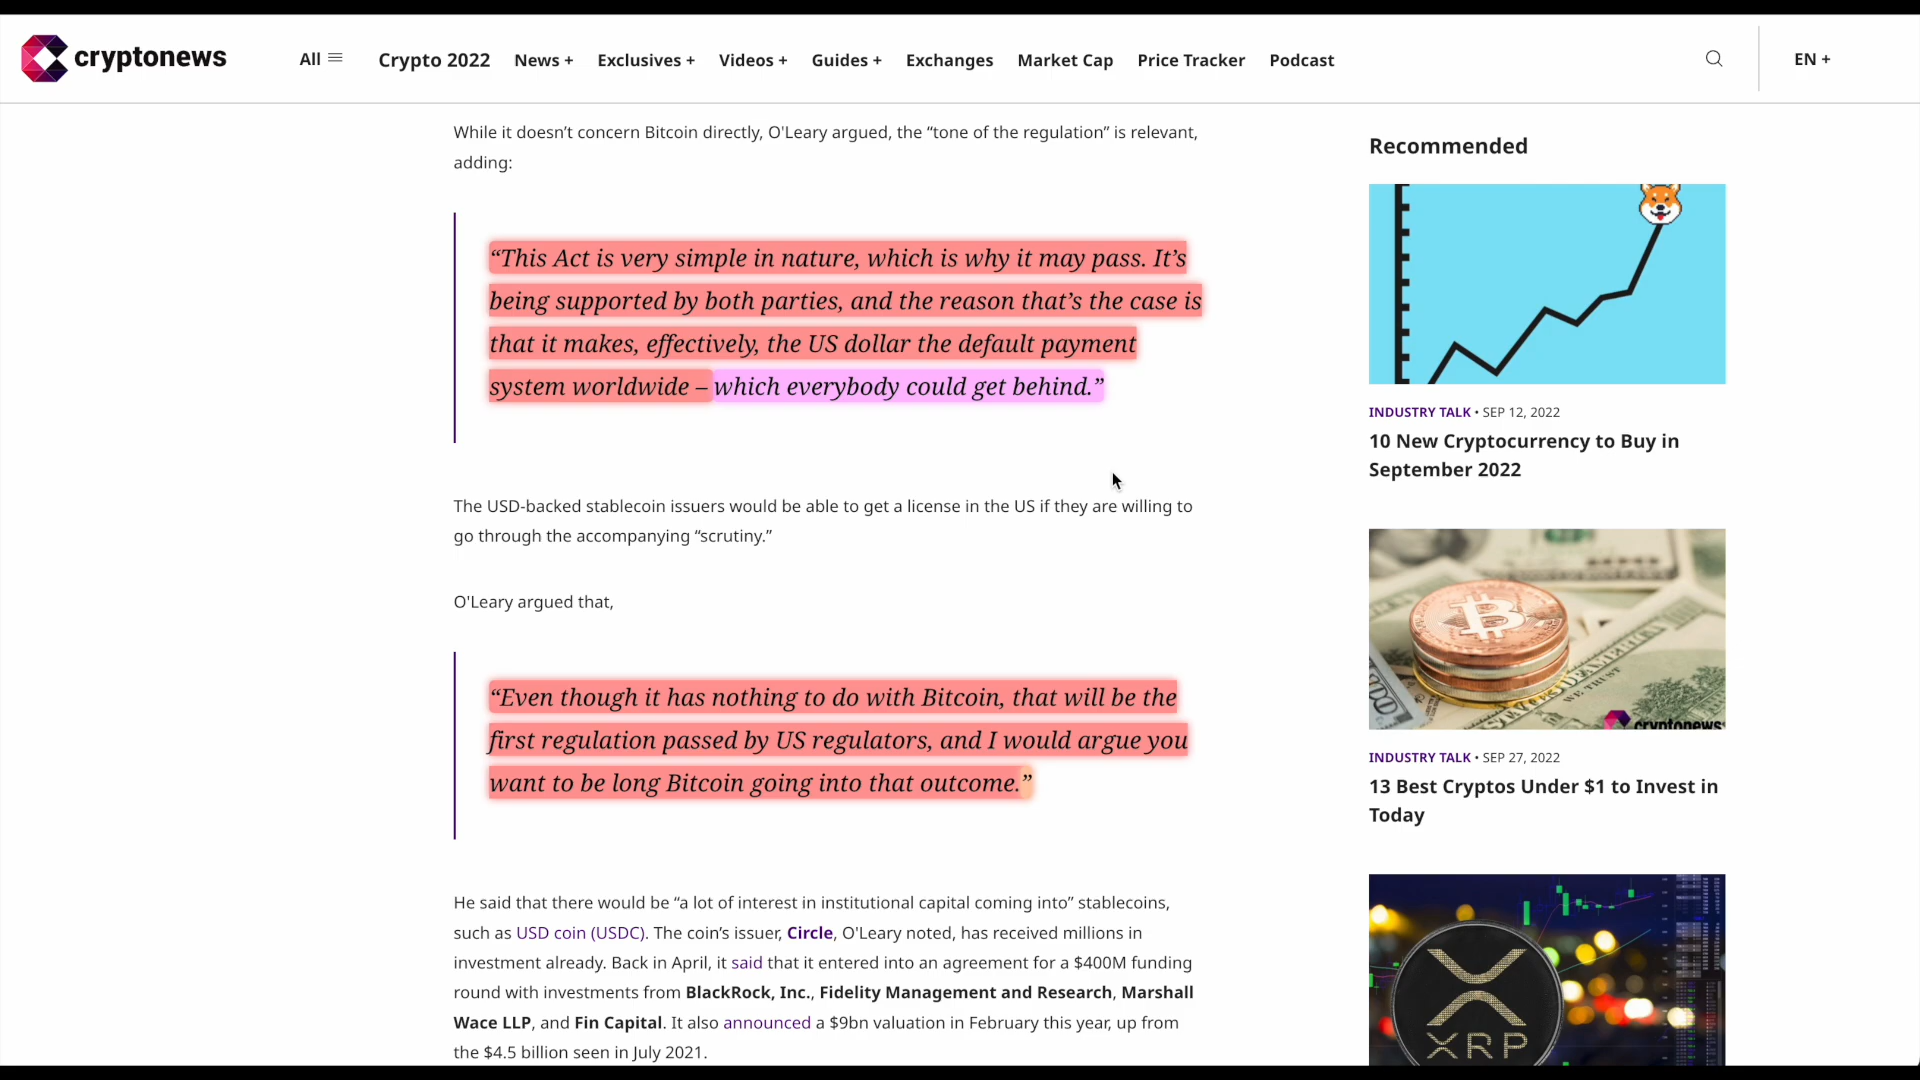 cryptonews
All
Crypto 2022
News +
Exclusives +
Videos +
Guides +
Exchanges
Market Cap
Price Tracker
Podcast
EN +
While it doesn’t concern Bitcoin directly, O'Leary argued, the “tone of the regulation” is relevant,
adding:
“This Act is very simple in nature, which is why it may pass. It’s
being supported by both parties, and the reason that’s the case is
that it makes, effectively, the US dollar the default payment
system worldwide – which everybody could get behind.”
The USD-backed stablecoin issuers would be able to get a license in the US if they are willing to
go through the accompanying “scrutiny.”
O'Leary argued that,
“Even though it has nothing to do with Bitcoin, that will be the
first regulation passed by US regulators, and I would argue you
want to be long Bitcoin going into that outcome.”
He said that there would be “a lot of interest in institutional capital coming into” stablecoins,
such as USD coin (USDC). The coin’s issuer, Circle, O'Leary noted, has received millions in
investment already. Back in April, it said that it entered into an agreement for a $400M funding
round with investments from BlackRock, Inc., Fidelity Management and Research, Marshall
Wace LLP, and Fin Capital. It also announced a $9bn valuation in February this year, up from
the $4.5 billion seen in July 2021.
Recommended
INDUSTRY TALK • SEP 12, 2022
10 New Cryptocurrency to Buy in
September 2022
WE TRUST
cryptonews
INDUSTRY TALK • SEP 27, 2022
13 Best Cryptos Under $1 to Invest in
Today
XRP